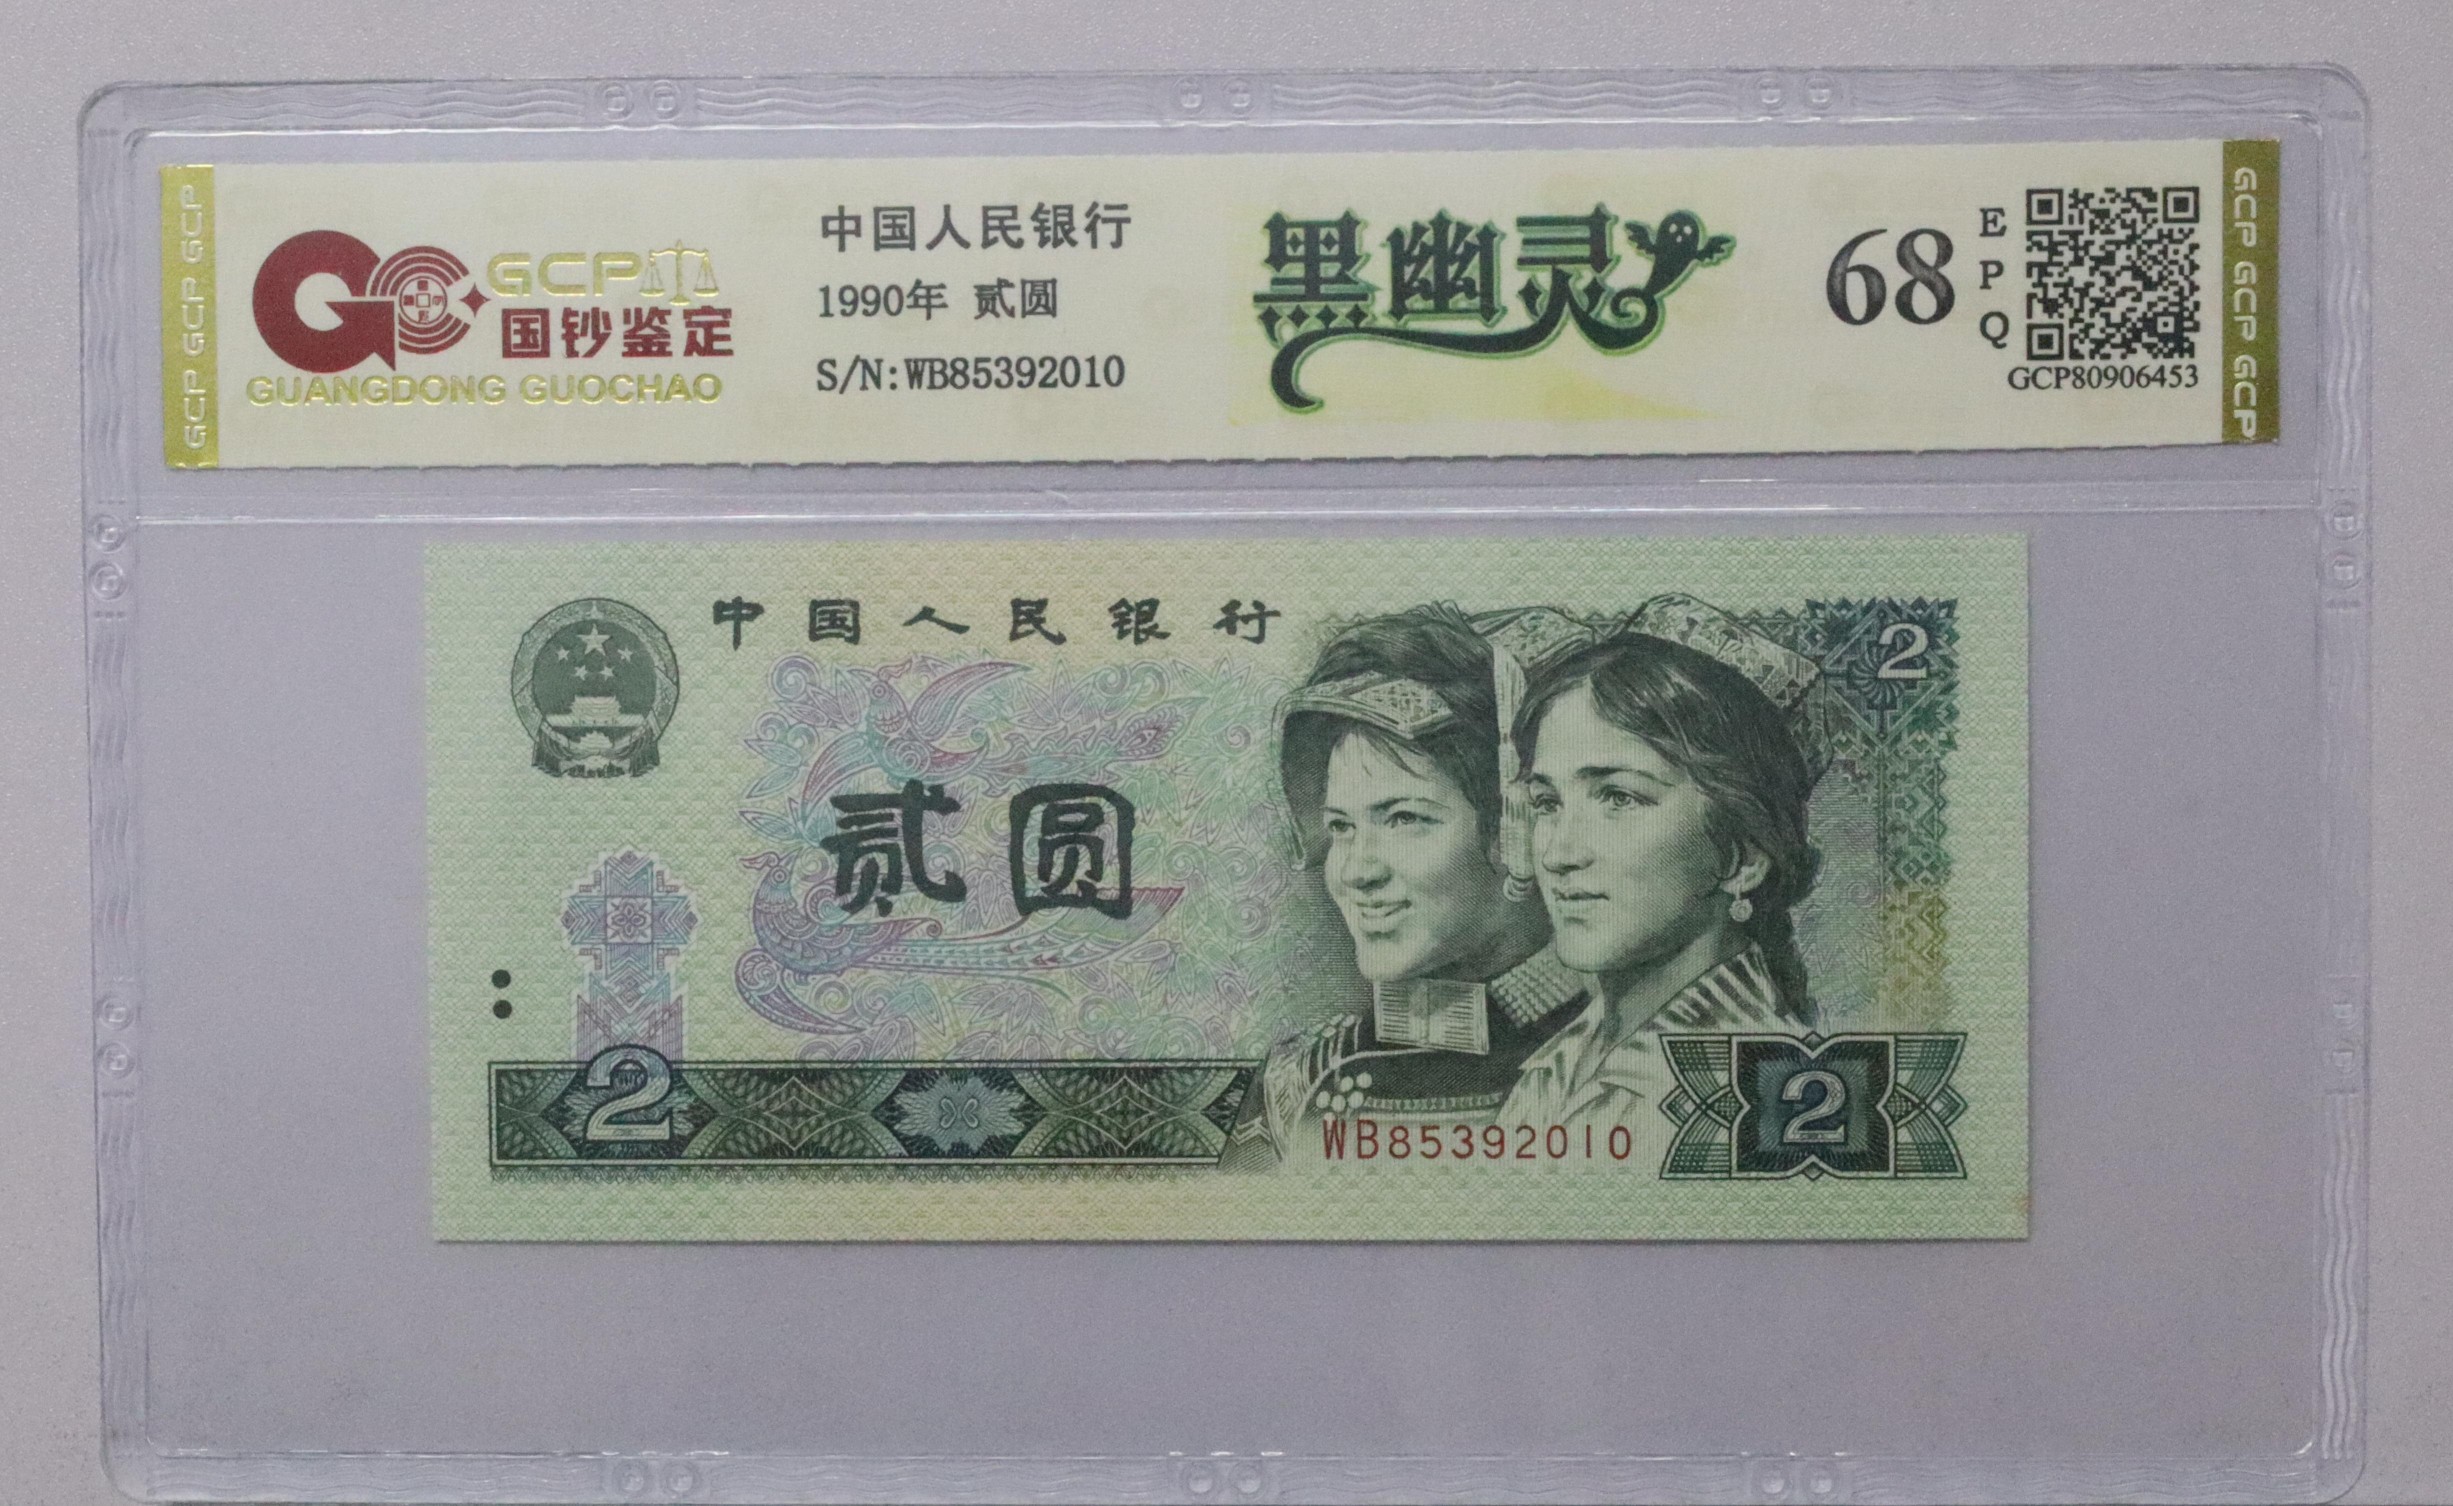 GCP GCP GCP
GCP
国钞鉴定
GUANGDONG GUOCHAO
中国人民银行
1990年 贰圆
S/N:WB85392010
黑幽灵
68
E
P
Q
GCP80906453
GCP GCP GCP
中国人民银行
2
贰圆
2
WB85392010
2